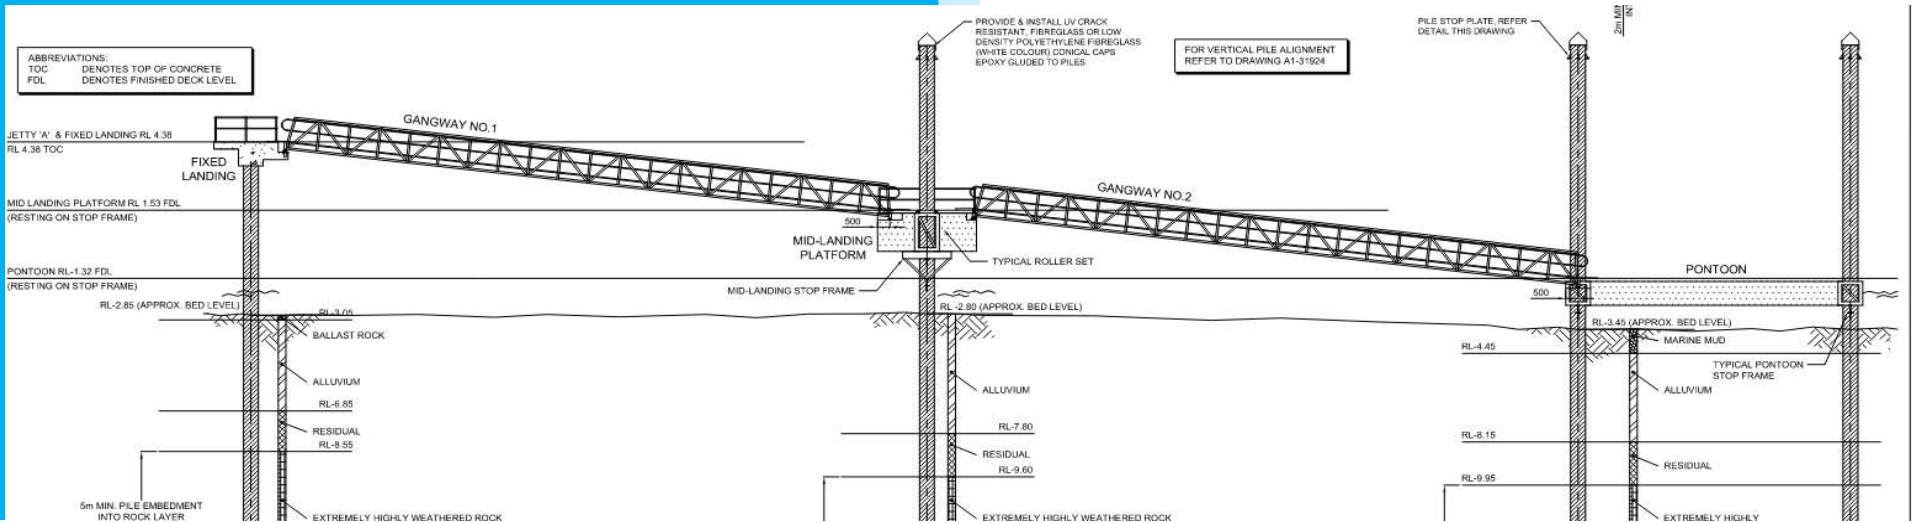 ABBREVIATIONS:
TOC DENOTES TOP OF CONCRETE
FDL DENOTES FINISHED DECK LEVEL
PROVIDE & INSTALL UV CRACK
RESISTANT, FIBREGLASS OR LOW
DENSITY POLYETHYLENE FIBREGLASS
(WHITE COLOUR) CONICAL CAPS
EPOXY GLUDED TO PILES
FOR VERTICAL PILE ALIGNMENT
REFER TO DRAWING A1-31924
PILE STOP PLATE, REFER
DETAIL THIS DRAWING
2m MIN
INT
JETTY 'A' & FIXED LANDING RL 4.38
RL 4.38 TOC
FIXED
LANDING
GANGWAY NO.1
GANGWAY NO.2
MID LANDING PLATFORM RL 1.53 FDL
(RESTING ON STOP FRAME)
500
MID-LANDING
PLATFORM
TYPICAL ROLLER SET
MID-LANDING STOP FRAME
PONTOON RL-1.32 FDL
(RESTING ON STOP FRAME)
PONTOON
500
RL-2.85 (APPROX. BED LEVEL)
RL-3.05
BALLAST ROCK
ALLUVIUM
RL-6.85
RESIDUAL
RL-8.55
5m MIN. PILE EMBEDMENT
INTO ROCK LAYER
EXTREMELY HIGHLY WEATHERED ROCK
RL -2.80 (APPROX. BED LEVEL)
ALLUVIUM
RL-7.80
RESIDUAL
RL-9.60
EXTREMELY HIGHLY WEATHERED ROCK
RL-3.45 (APPROX. BED LEVEL)
MARINE MUD
RL-4.45
TYPICAL PONTOON
STOP FRAME
ALLUVIUM
RL-8.15
RESIDUAL
RL-9.95
EXTREMELY HIGHLY